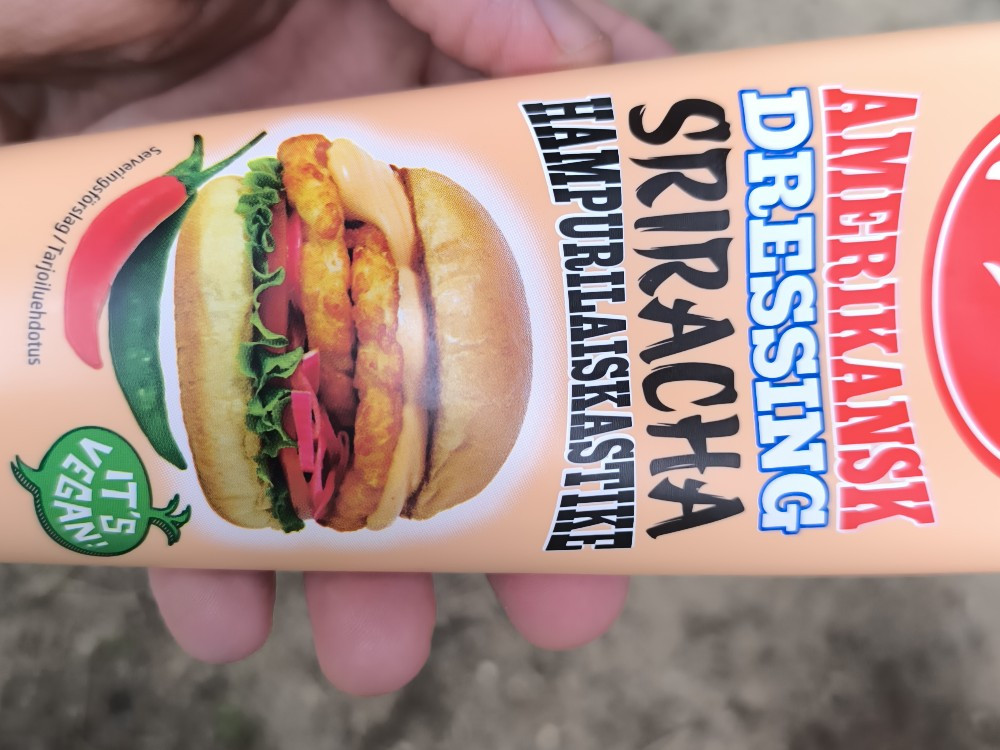 AMERIKANSK
DRESSING
SRIRACHA
HAMPURILAISKASTIKE
Serveringsförslag / Tarjoiluehdotus
IT'S
VEGAN!